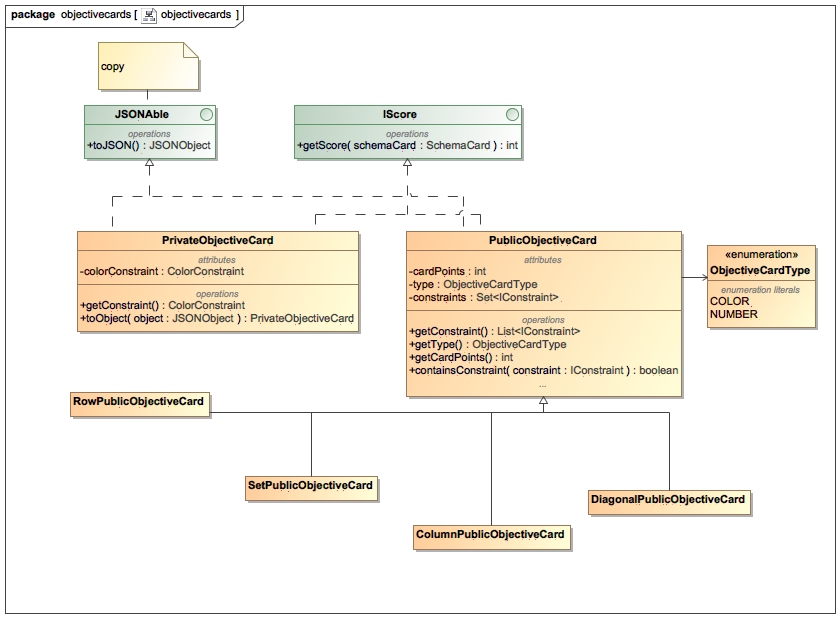 package objectivecards [ objectivecards ]
copy
JSONAble
operations
+toJSON() : JSONObject
IScore
operations
+getScore( schemaCard : SchemaCard ) : int
PrivateObjectiveCard
attributes
-colorConstraint : ColorConstraint
operations
+getConstraint() : ColorConstraint
+toObject( object : JSONObject ) : PrivateObjectiveCard
PublicObjectiveCard
attributes
-cardPoints : int
-type : ObjectiveCardType
-constraints : Set<IConstraint>
operations
+getConstraint() : List<IConstraint>
+getType() : ObjectiveCardType
+getCardPoints() : int
+containsConstraint( constraint : IConstraint ) : boolean
...
«enumeration»
ObjectiveCardType
enumeration literals
COLOR
NUMBER
RowPublicObjectiveCard
SetPublicObjectiveCard
DiagonalPublicObjectiveCard
ColumnPublicObjectiveCard